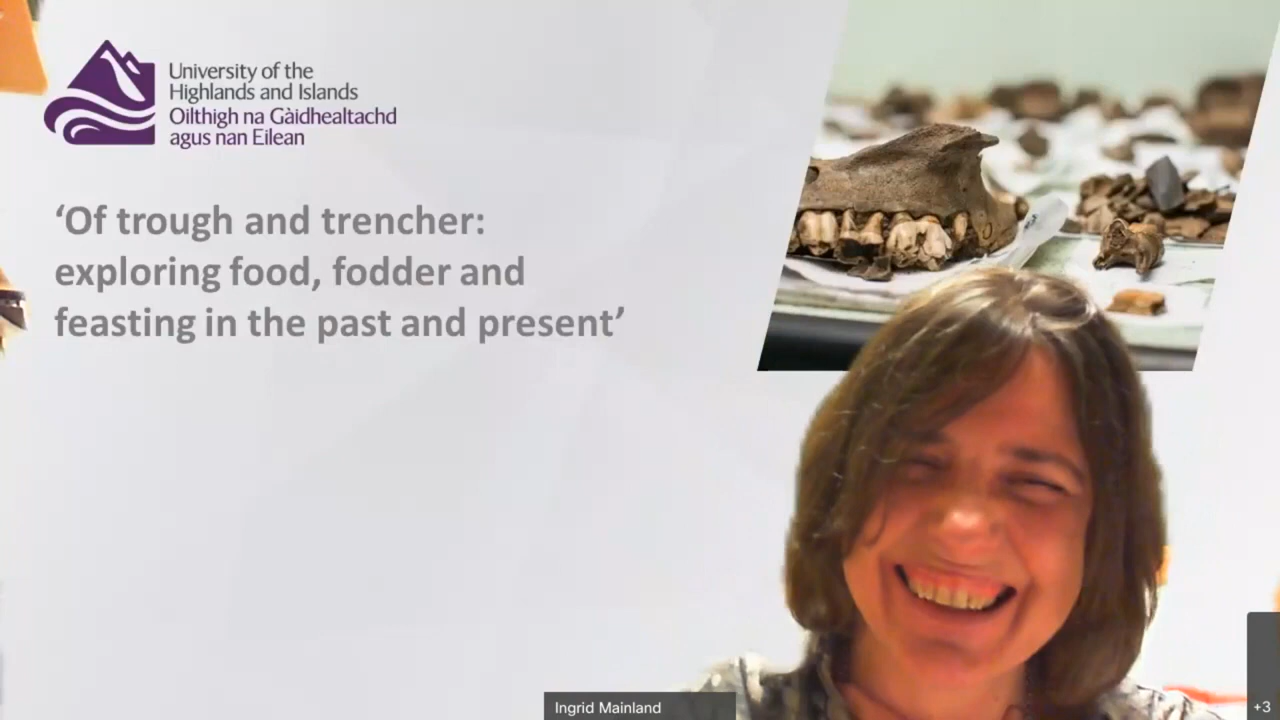 University of the
Highlands and Islands
Oilthigh na Gàidhealtachd
agus nan Eilean
‘Of trough and trencher:
exploring food, fodder and
feasting in the past and present’
Ingrid Mainland
+3